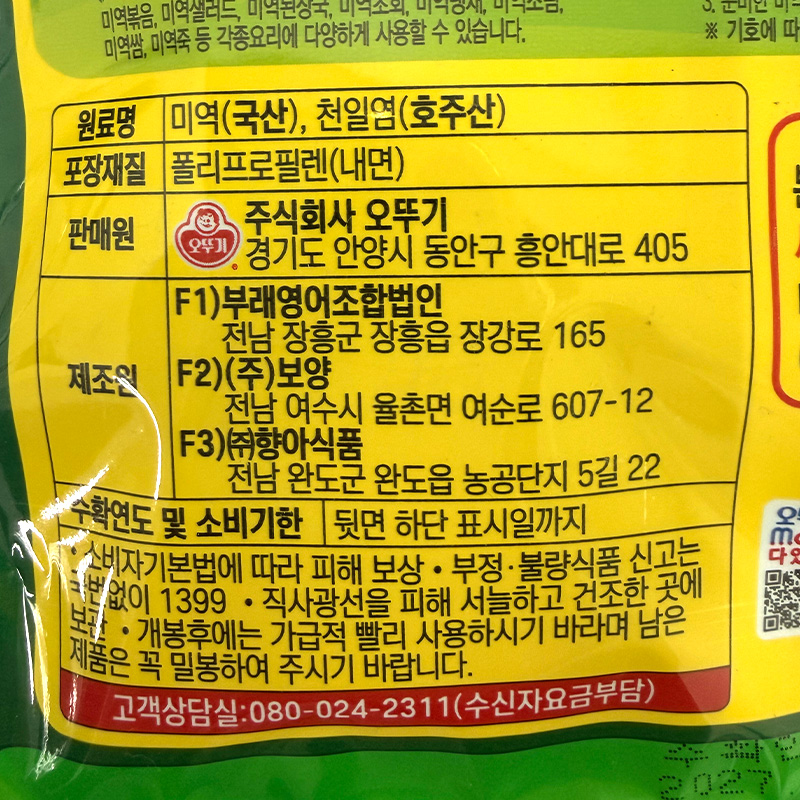 미역볶음, 미역샐러드, 미역된장국, 미역초회, 미역냉채, 미역조림,
미역쌈, 미역죽 등 각종요리에 다양하게 사용할 수 있습니다.
3. 준비한 미역
※ 기호에 따
원료명 미역(국산), 천일염(호주산)
포장재질 폴리프로필렌(내면)
판매원 오뚜기 주식회사 오뚜기
경기도 안양시 동안구 흥안대로 405
제조원
F1)부래영어조합법인
전남 장흥군 장흥읍 장강로 165
F2)(주)보양
전남 여수시 율촌면 여순로 607-12
F3)㈜향아식품
전남 완도군 완도읍 농공단지 5길 22
수확연도 및 소비기한 뒷면 하단 표시일까지
• 소비자기본법에 따라 피해 보상 • 부정·불량식품 신고는
국번없이 1399 • 직사광선을 피해 서늘하고 건조한 곳에
보관 • 개봉후에는 가급적 빨리 사용하시기 바라며 남은
제품은 꼭 밀봉하여 주시기 바랍니다.
고객상담실:080-024-2311(수신자요금부담)
2027